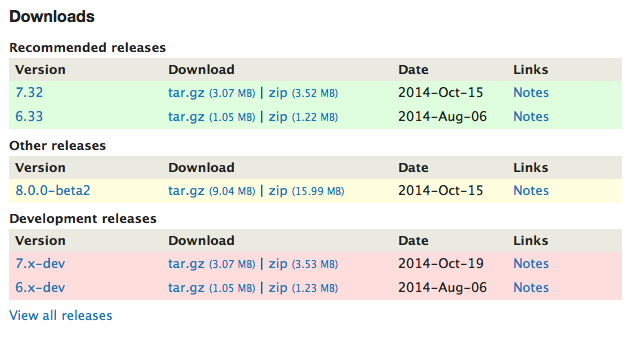 Downloads
Recommended releases
Version Download Date Links
7.32 tar.gz (3.07 MB) | zip (3.52 MB) 2014-Oct-15 Notes
6.33 tar.gz (1.05 MB) | zip (1.22 MB) 2014-Aug-06 Notes
Other releases
Version Download Date Links
8.0.0-beta2 tar.gz (9.04 MB) | zip (15.99 MB) 2014-Oct-15 Notes
Development releases
Version Download Date Links
7.x-dev tar.gz (3.07 MB) | zip (3.53 MB) 2014-Oct-19 Notes
6.x-dev tar.gz (1.05 MB) | zip (1.23 MB) 2014-Aug-06 Notes
View all releases